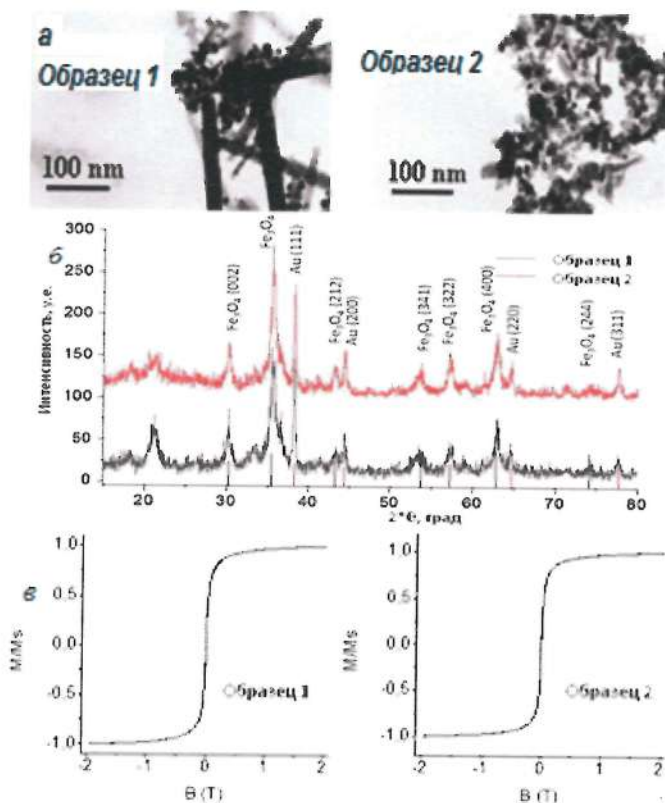 а
Образец 1
100 nm
Образец 2
100 nm
б
300
250
200
150
100
50
0
Интенсивность, у.е.
Fe3O4 (002)
Fe3O4
Au (111)
Fe3O4 (212)
Au (200)
Fe3O4 (341)
Fe3O4 (322)
Fe3O4 (400)
Au (220)
Fe3O4 (244)
Au (311)
Образец 1
Образец 2
20 30 40 50 60 70 80
2*Θ, град
в
1.0
0.5
0.0
-0.5
-1.0
M/Ms
Образец 1
-2 -1 0 1 2
B (T)
1.0
0.5
0.0
-0.5
-1.0
M/Ms
Образец 2
-2 -1 0 1 2
B (T)